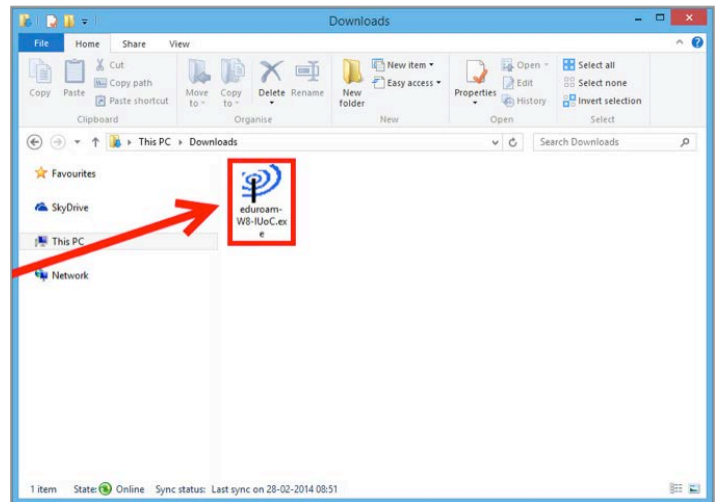 Downloads
File Home Share View
Copy
Paste
Cut
Copy path
Paste shortcut
Clipboard
Move
to
Copy
to
Delete
Rename
Organise
New
folder
New item
Easy access
New
Properties
Open
Edit
History
Open
Select all
Select none
Invert selection
Select
This PC Downloads
Search Downloads
Favourites
SkyDrive
This PC
Network
eduroam-
W8-IUoC.ex
e
1 item State: Online Sync status: Last sync on 28-02-2014 08:51